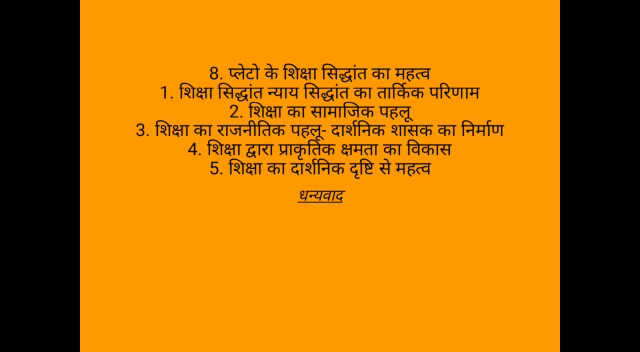 8. प्लेटो के शिक्षा सिद्धांत का महत्व
1. शिक्षा सिद्धांत न्याय सिद्धांत का तार्किक परिणाम
2. शिक्षा का सामाजिक पहलू
3. शिक्षा का राजनीतिक पहलू- दार्शनिक शासक का निर्माण
4. शिक्षा द्वारा प्राकृतिक क्षमता का विकास
5. शिक्षा का दार्शनिक दृष्टि से महत्व
धन्यवाद